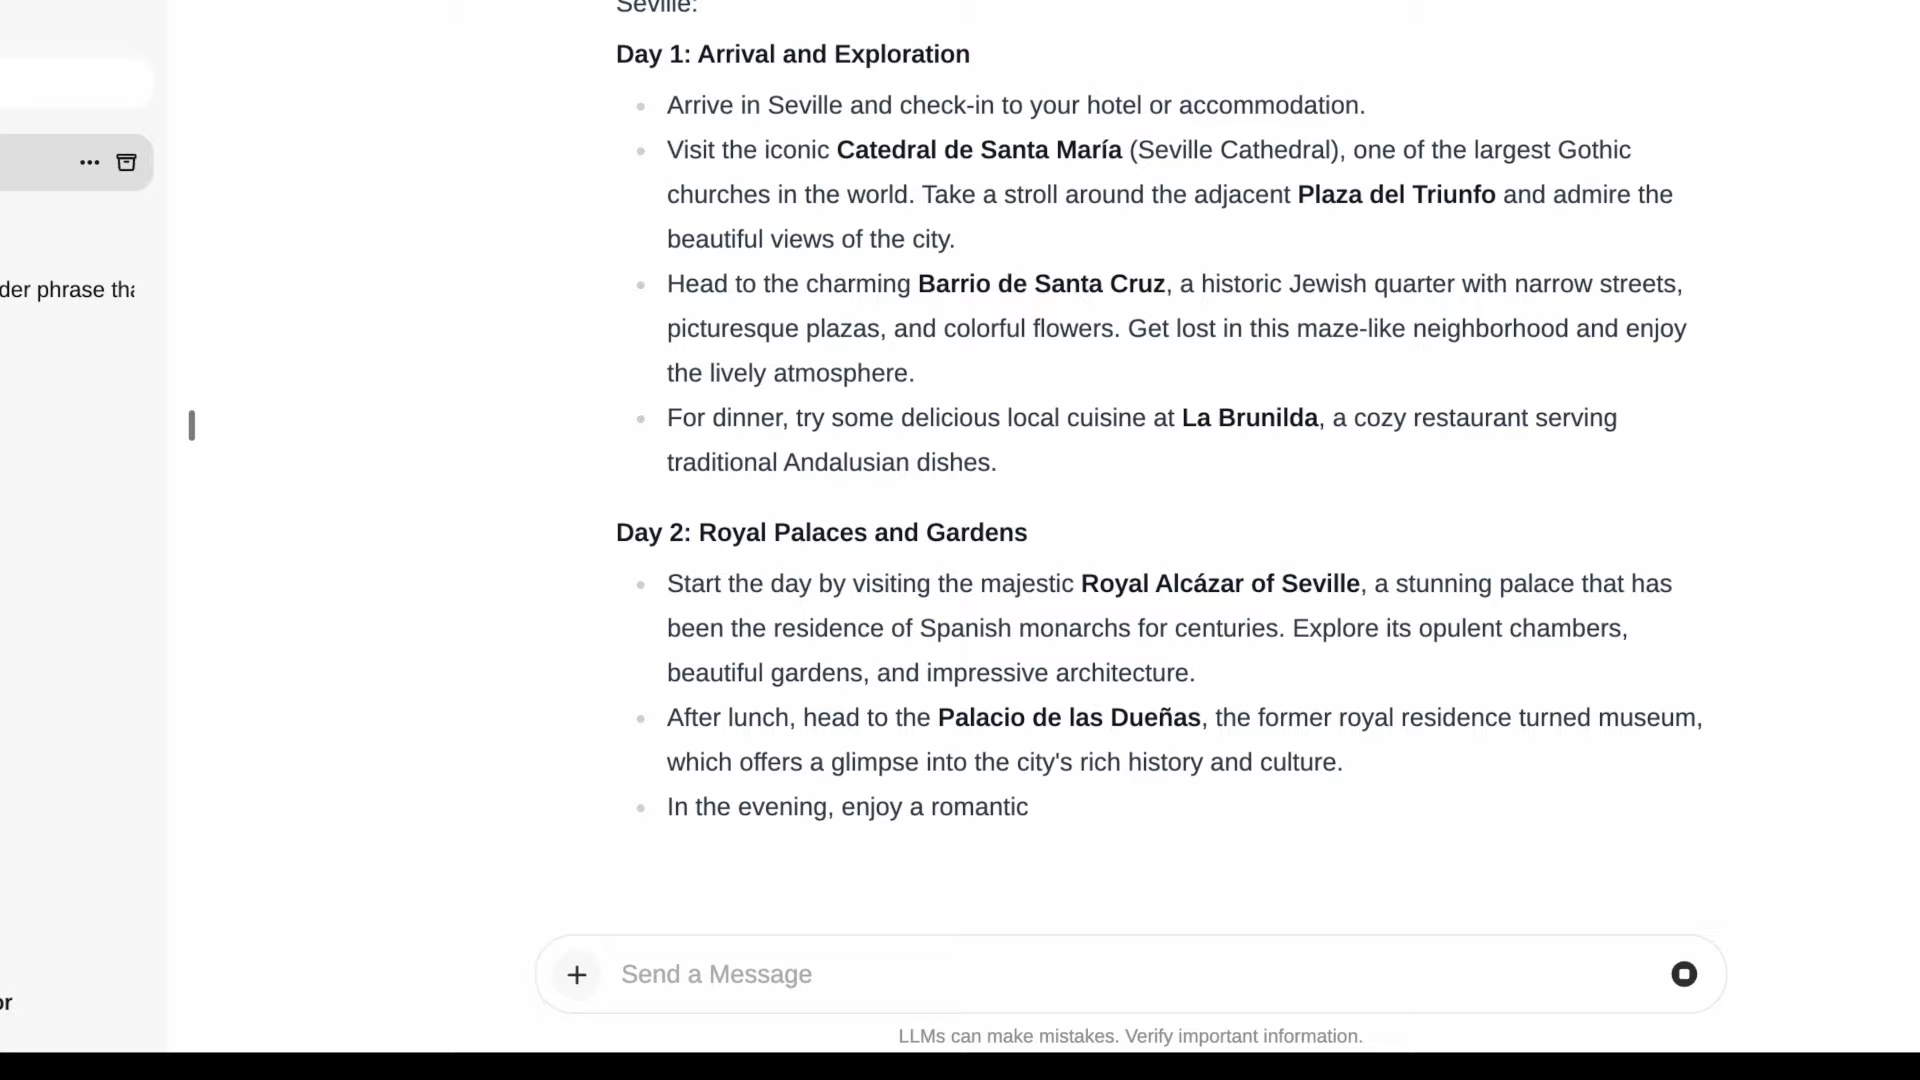 Seville:
Day 1: Arrival and Exploration
Arrive in Seville and check-in to your hotel or accommodation.
Visit the iconic Catedral de Santa María (Seville Cathedral), one of the largest Gothic
churches in the world. Take a stroll around the adjacent Plaza del Triunfo and admire the
beautiful views of the city.
der phrase tha
Head to the charming Barrio de Santa Cruz, a historic Jewish quarter with narrow streets,
picturesque plazas, and colorful flowers. Get lost in this maze-like neighborhood and enjoy
the lively atmosphere.
For dinner, try some delicious local cuisine at La Brunilda, a cozy restaurant serving
traditional Andalusian dishes.
Day 2: Royal Palaces and Gardens
Start the day by visiting the majestic Royal Alcázar of Seville, a stunning palace that has
been the residence of Spanish monarchs for centuries. Explore its opulent chambers,
beautiful gardens, and impressive architecture.
After lunch, head to the Palacio de las Dueñas, the former royal residence turned museum,
which offers a glimpse into the city's rich history and culture.
In the evening, enjoy a romantic
Send a Message
or
LLMs can make mistakes. Verify important information.